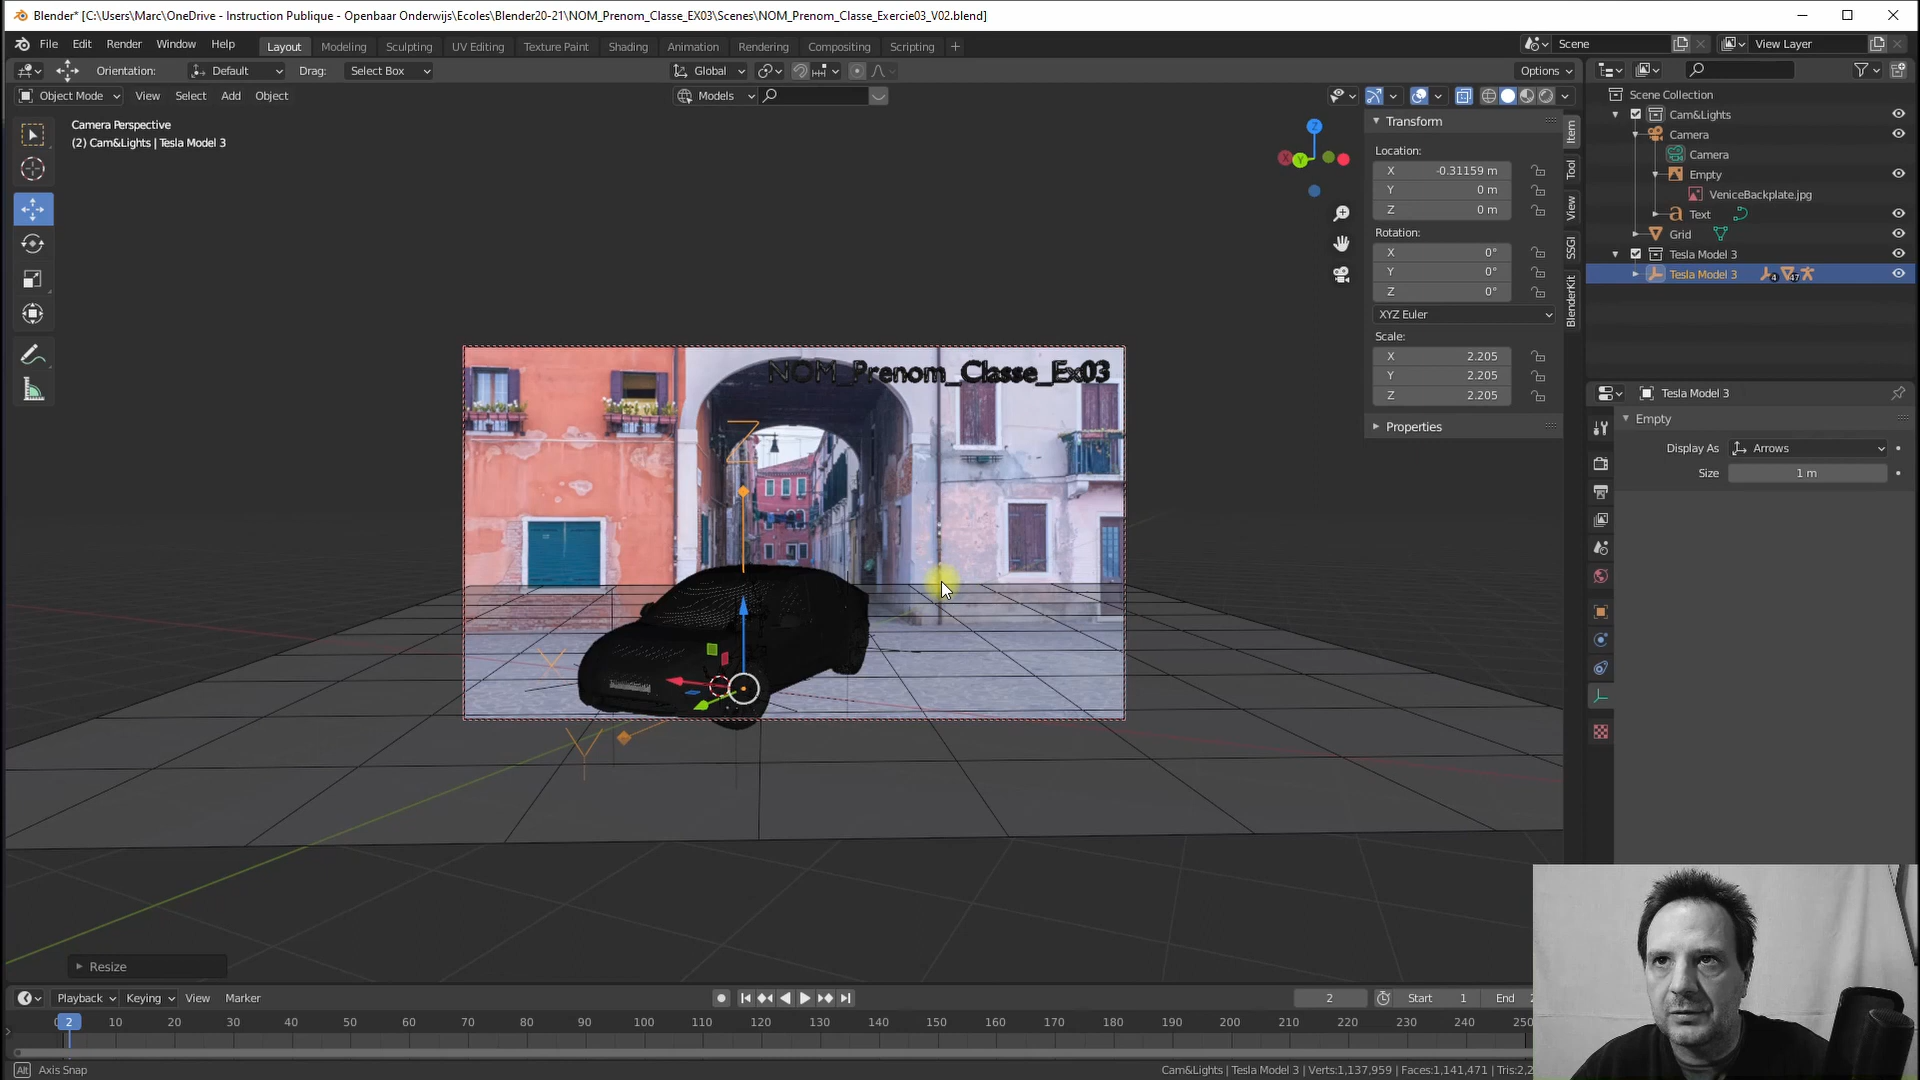 Blender* [C:\Users\Marc\OneDrive - Instruction Publique - Openbaar Onderwijs\Ecoles\Blender20-21\NOM_Prenom_Classe_EX03\Scenes\NOM_Prenom_Classe_Exercie03_V02.blend]
File Edit Render Window Help Layout Modeling Sculpting UV Editing Texture Paint Shading Animation Rendering Compositing Scripting + Scene View Layer
Orientation: Default Drag: Select Box Global Options
Object Mode View Select Add Object Models
Camera Perspective
(2) Cam&Lights | Tesla Model 3
Z
X Y
NOM_Prenom_Classe_Ex03
Z
X
Y
Transform
Location:
X -0.31159 m
Y 0 m
Z 0 m
Rotation:
X 0°
Y 0°
Z 0°
XYZ Euler
Scale:
X 2.205
Y 2.205
Z 2.205
Properties
Item
Tool
View
SSGI
BlenderKit
Scene Collection
Cam&Lights
Camera
Camera
Empty
VeniceBackplate.jpg
Text
Grid
Tesla Model 3
Tesla Model 3 4 47
Tesla Model 3
Empty
Display As Arrows
Size 1 m
Resize
Playback Keying View Marker 2 Start 1 End
2 10 20 30 40 50 60 70 80 90 100 110 120 130 140 150 160 170 180 190 200 210 220 230 240
Alt Axis Snap Cam&Lights | Tesla Model 3 | Verts:1,137,959 | Faces:1,141,471 | Tris:2,